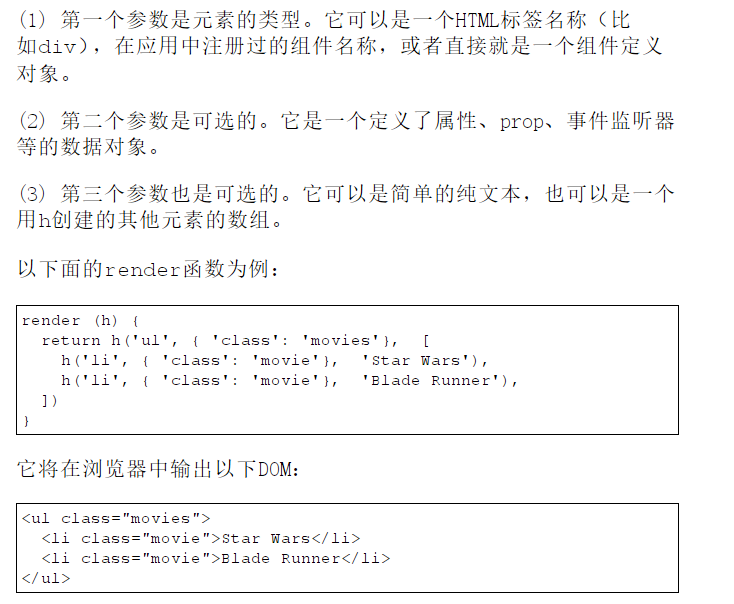 (1) 第一个参数是元素的类型。它可以是一个HTML标签名称（比
如div），在应用中注册过的组件名称，或者直接就是一个组件定义
对象。
(2) 第二个参数是可选的。它是一个定义了属性、prop、事件监听器
等的数据对象。
(3) 第三个参数也是可选的。它可以是简单的纯文本，也可以是一个
用h创建的其他元素的数组。
以下面的render函数为例：
render (h) {
  return h('ul', { 'class': 'movies'},  [
    h('li', { 'class': 'movie'},  'Star Wars'),
    h('li', { 'class': 'movie'},  'Blade Runner'),
  ])
}
它将在浏览器中输出以下DOM：
<ul class="movies">
  <li class="movie">Star Wars</li>
  <li class="movie">Blade Runner</li>
</ul>